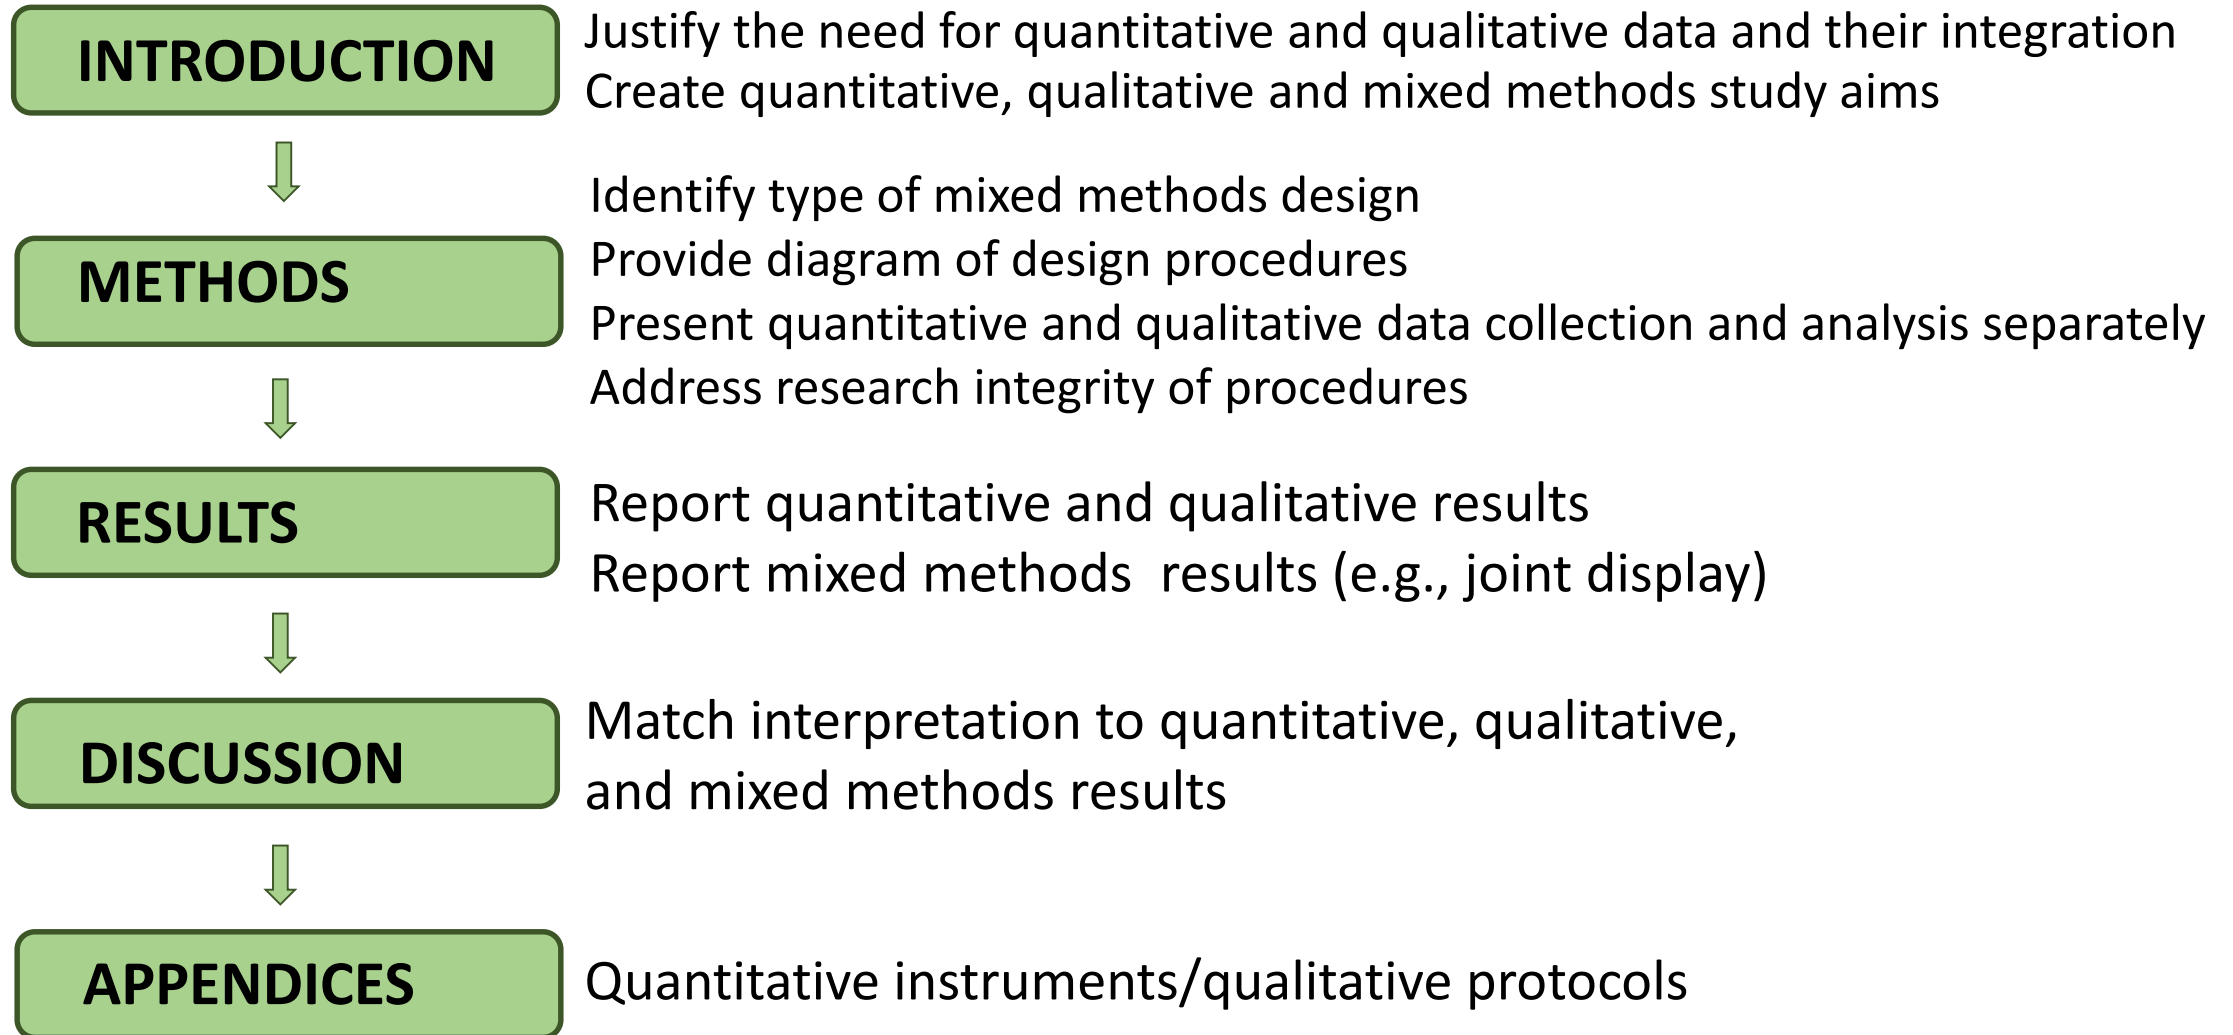 INTRODUCTION
Justify the need for quantitative and qualitative data and their integration
Create quantitative, qualitative and mixed methods study aims
METHODS
Identify type of mixed methods design
Provide diagram of design procedures
Present quantitative and qualitative data collection and analysis separately
Address research integrity of procedures
RESULTS
Report quantitative and qualitative results
Report mixed methods  results (e.g., joint display)
DISCUSSION
Match interpretation to quantitative, qualitative,
and mixed methods results
APPENDICES
Quantitative instruments/qualitative protocols